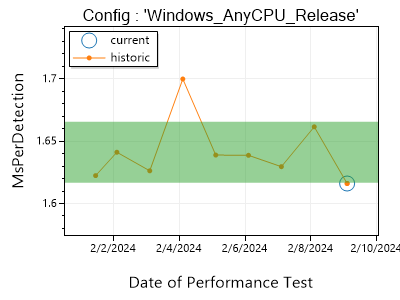 Config : 'Windows_AnyCPU_Release'
current
historic
MsPerDetection
1.7
1.65
1.6
2/2/2024 2/4/2024 2/6/2024 2/8/2024 2/10/2024
Date of Performance Test